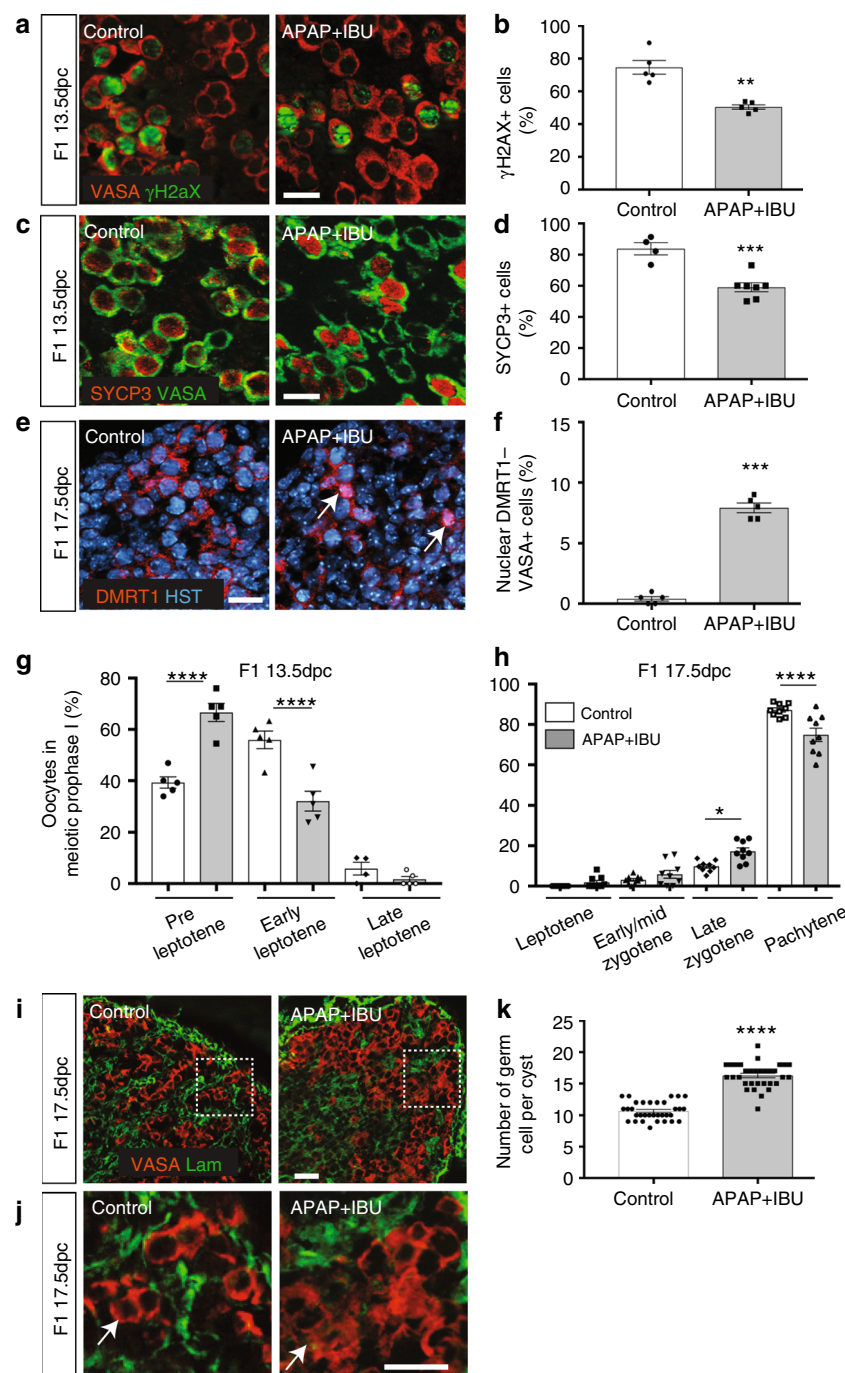 a
F1 13.5dpc
Control
APAP+IBU
VASA γH2aX
b
γH2AX+ cells
(%)
100
80
60
40
20
0
**
Control
APAP+IBU
c
F1 13.5dpc
Control
APAP+IBU
SYCP3 VASA
d
SYCP3+ cells
(%)
100
80
60
40
20
0
***
Control
APAP+IBU
e
F1 17.5dpc
Control
APAP+IBU
DMRT1 HST
f
Nuclear DMRT1–
VASA+ cells (%)
15
10
5
0
***
Control
APAP+IBU
g
F1 13.5dpc
Oocytes in
meiotic prophase I (%)
80
60
40
20
0
****
****
Pre
leptotene
Early
leptotene
Late
leptotene
h
F1 17.5dpc
100
80
60
40
20
0
Control
APAP+IBU
*
****
Leptotene
Early/mid
zygotene
Late
zygotene
Pachytene
i
F1 17.5dpc
Control
APAP+IBU
VASA Lam
j
F1 17.5dpc
Control
APAP+IBU
k
Number of germ
cell per cyst
25
20
15
10
5
0
****
Control
APAP+IBU